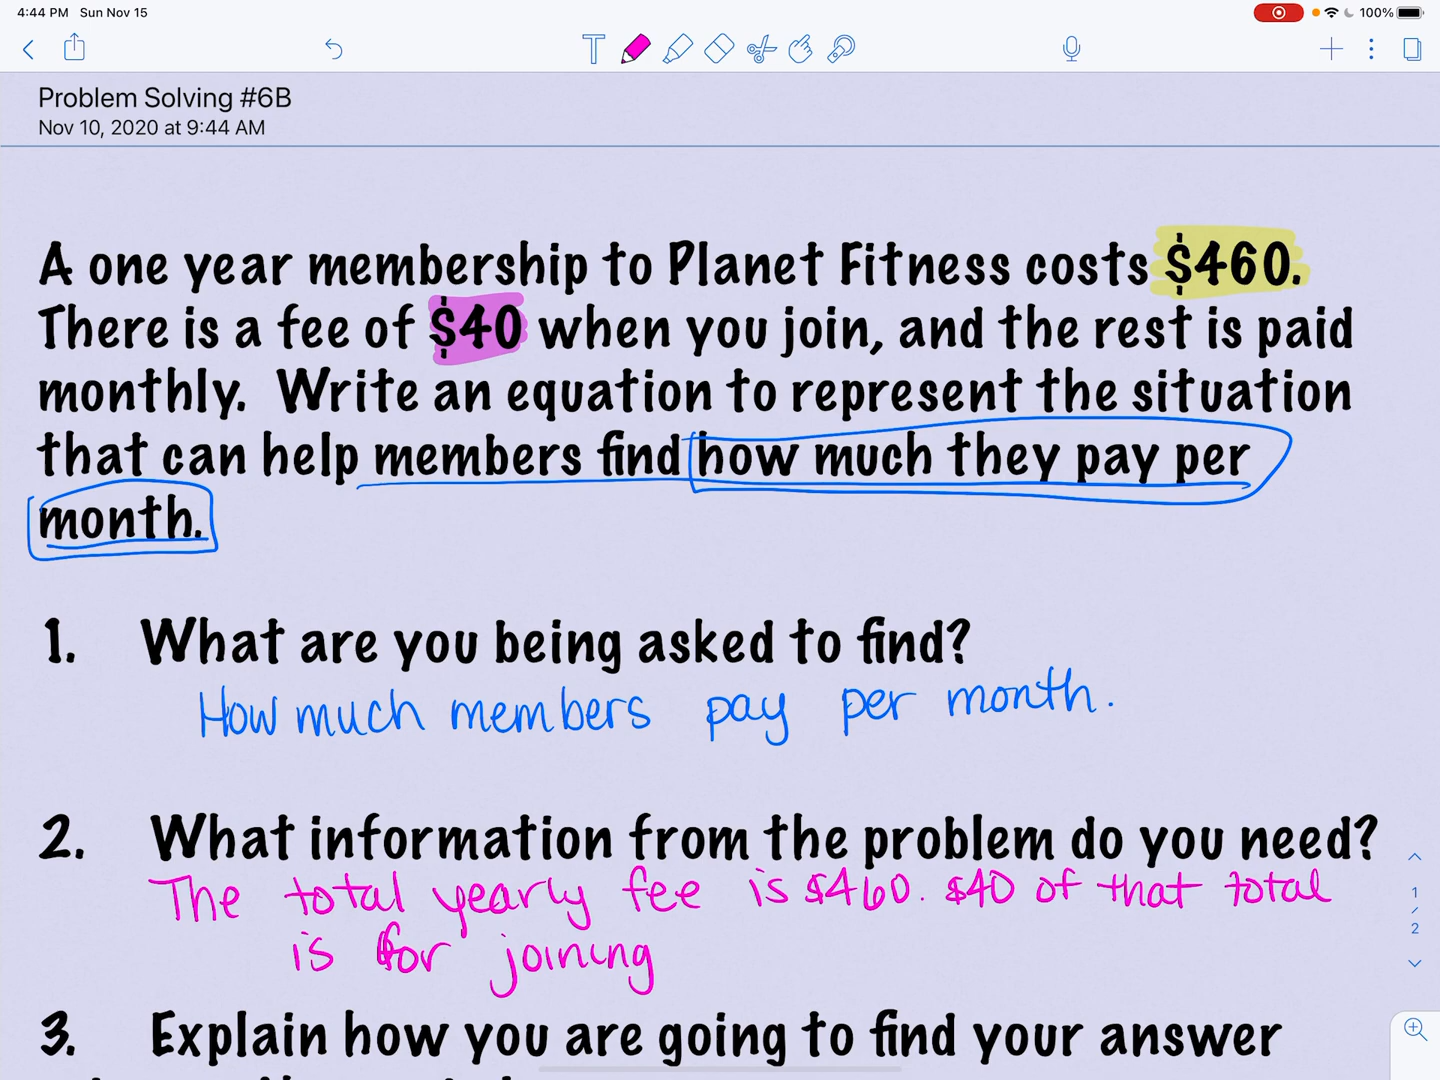 4:44 PM Sun Nov 15
100%
T
Problem Solving #6B
Nov 10, 2020 at 9:44 AM
A one year membership to Planet Fitness costs $460.
There is a fee of $40 when you join, and the rest is paid
monthly. Write an equation to represent the situation
that can help members find how much they pay per
month.
1. What are you being asked to find?
How much members pay per month.
2. What information from the problem do you need?
The total yearly fee is $460. $40 of that total
is for joining
1
/
2
3. Explain how you are going to find your answer